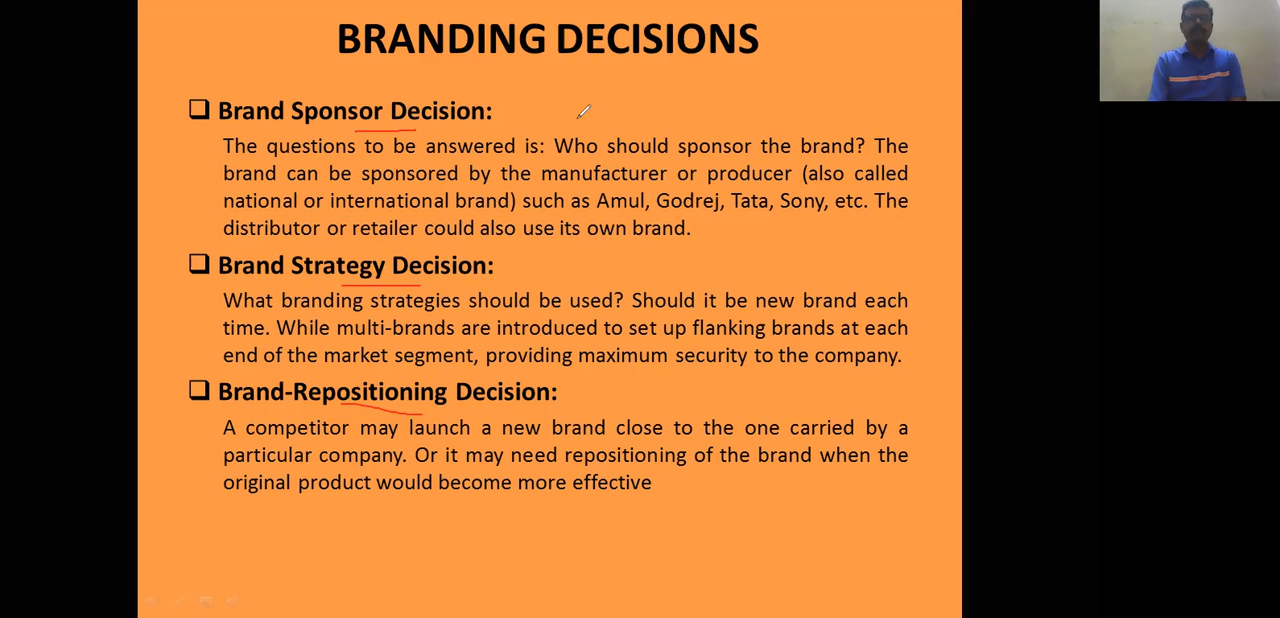 BRANDING DECISIONS
Brand Sponsor Decision:
The questions to be answered is: Who should sponsor the brand? The
brand can be sponsored by the manufacturer or producer (also called
national or international brand) such as Amul, Godrej, Tata, Sony, etc. The
distributor or retailer could also use its own brand.
Brand Strategy Decision:
What branding strategies should be used? Should it be new brand each
time. While multi-brands are introduced to set up flanking brands at each
end of the market segment, providing maximum security to the company.
Brand-Repositioning Decision:
A competitor may launch a new brand close to the one carried by a
particular company. Or it may need repositioning of the brand when the
original product would become more effective